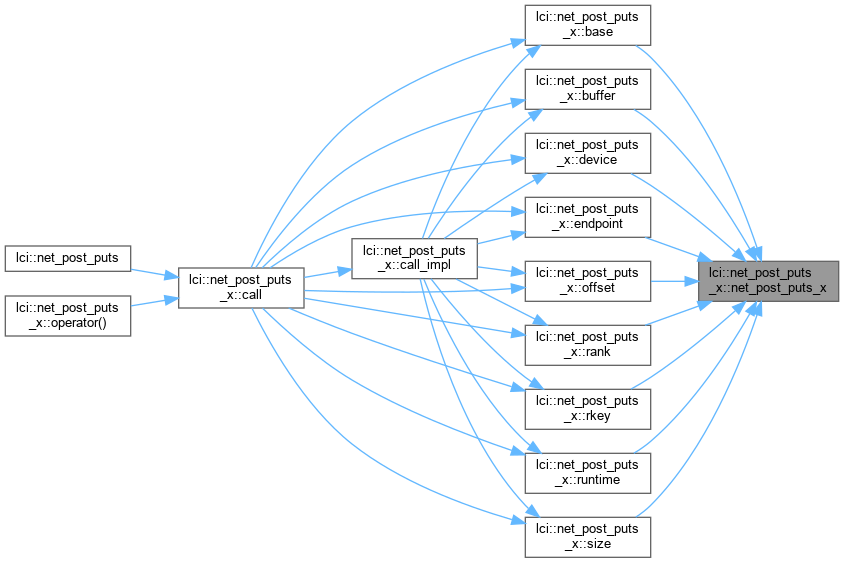 lci::net_post_puts
_x::base
lci::net_post_puts
_x::buffer
lci::net_post_puts
_x::device
lci::net_post_puts
_x::endpoint
lci::net_post_puts
_x::call_impl
lci::net_post_puts
lci::net_post_puts
_x::call
lci::net_post_puts
_x::operator()
lci::net_post_puts
_x::offset
lci::net_post_puts
_x::net_post_puts_x
lci::net_post_puts
_x::rank
lci::net_post_puts
_x::rkey
lci::net_post_puts
_x::runtime
lci::net_post_puts
_x::size